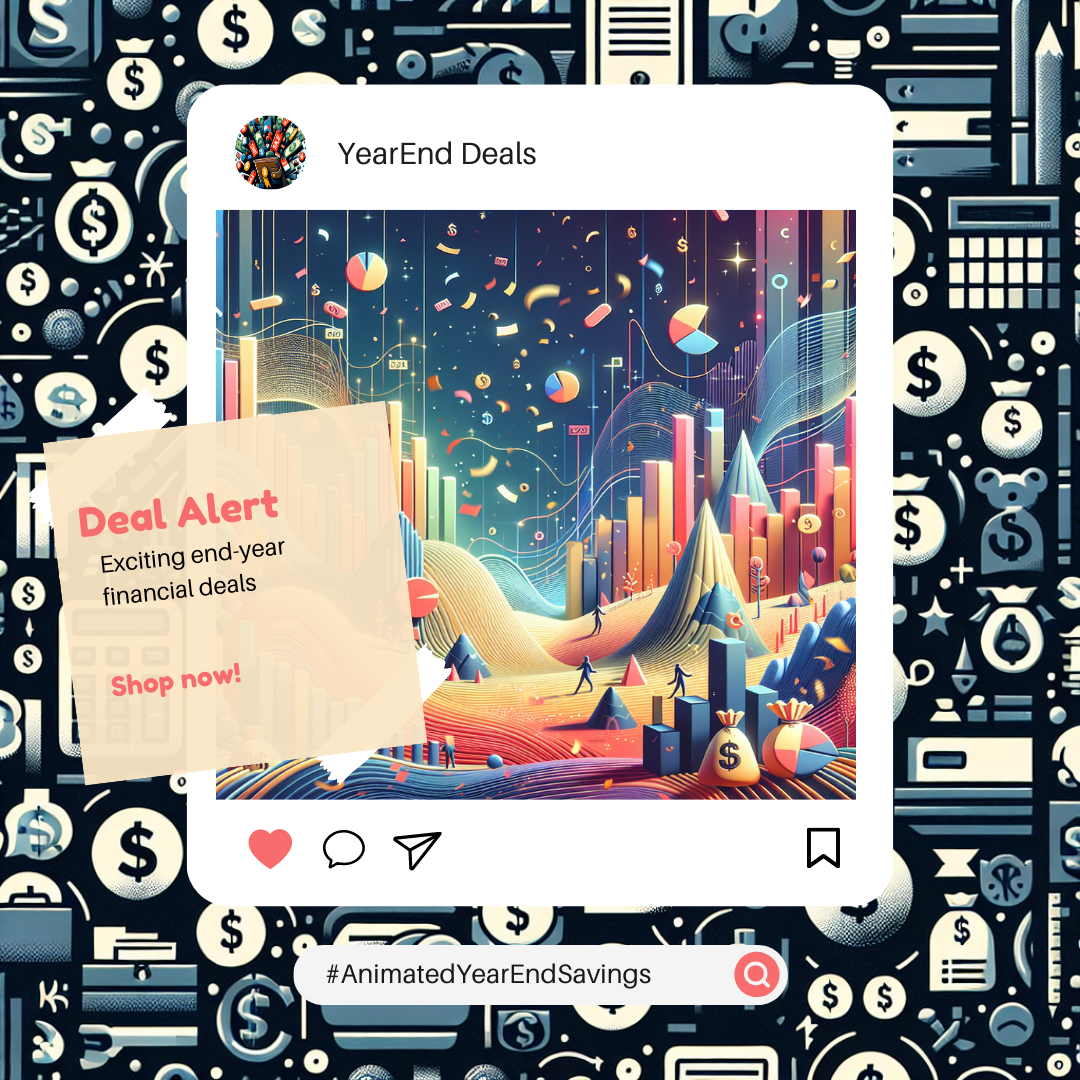 YearEnd Deals
Deal Alert
Exciting end-year
financial deals
Shop now!
#AnimatedYearEndSavings